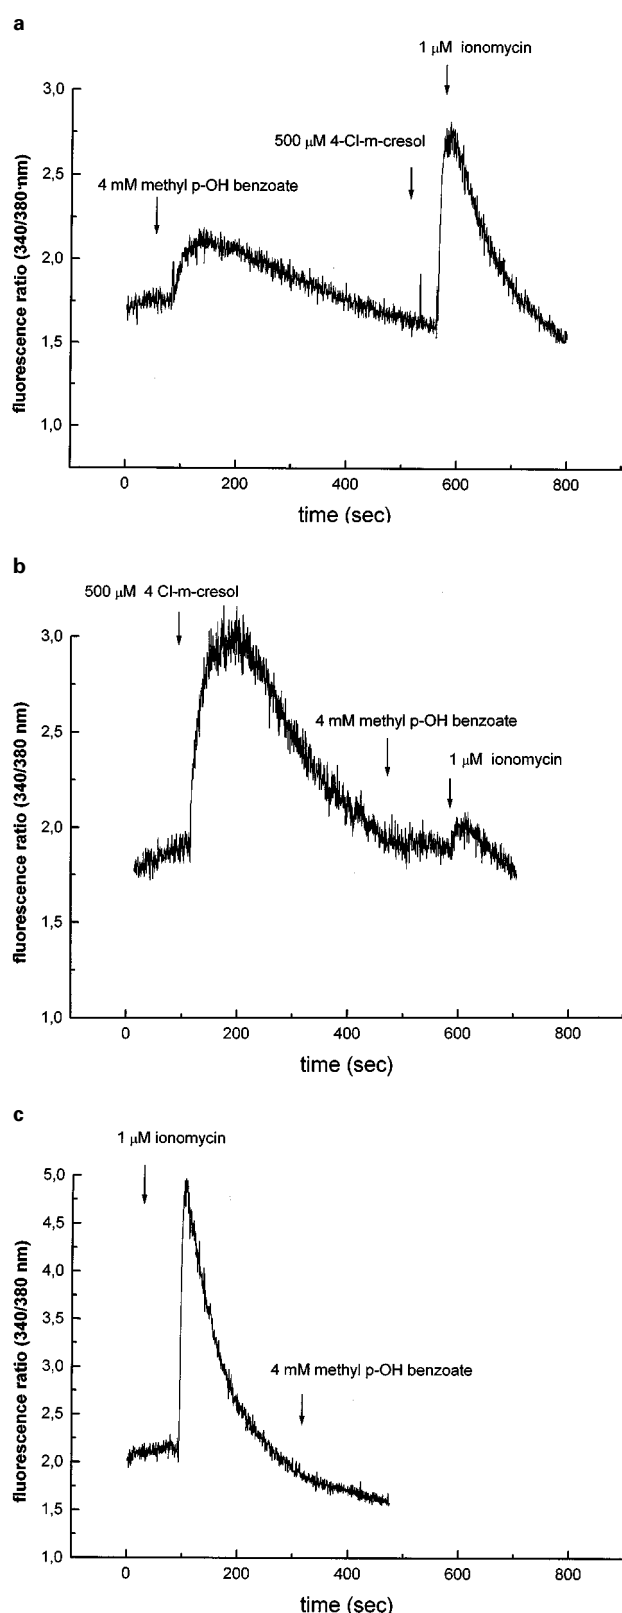 a
1 μM ionomycin
3,0
500 μM 4-Cl-m-cresol
2,5
4 mM methyl p-OH benzoate
2,0
1,5
1,0
fluorescence ratio (340/380·nm)
0 200 400 600 800
time (sec)
b
500 μM 4 Cl-m-cresol
3,0
2,5
4 mM methyl p-OH benzoate
1 μM ionomycin
2,0
1,5
1,0
fluorescence ratio (340/380 nm)
0 200 400 600 800
time (sec)
c
1 μM ionomycin
5,0
4,5
4,0
3,5
3,0
4 mM methyl p-OH benzoate
2,5
2,0
1,5
1,0
fluorescence ratio (340/380 nm)
0 200 400 600 800
time (sec)